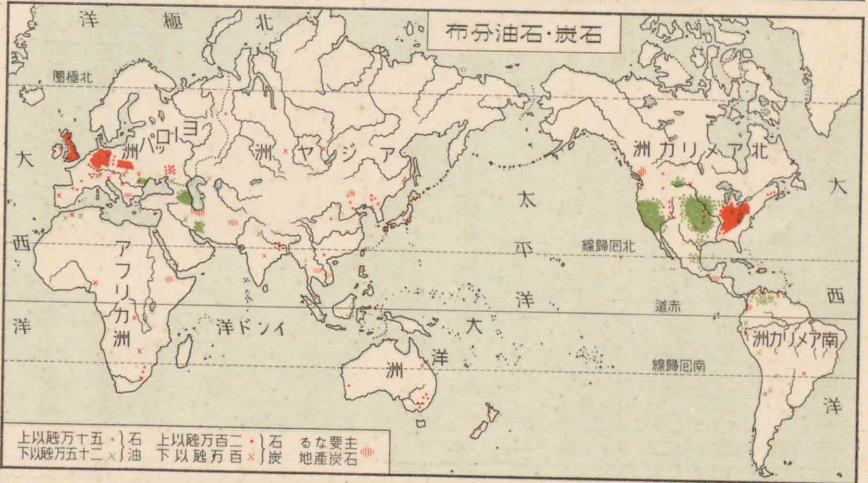 石炭・石油分布
北極洋
北極圏
ヨーロッパ洲
アジヤ洲
北アメリカ洲
大西洋
太平洋
大西洋
北回歸線
アフリカ洲
インド洋
赤道
大洋洲
南アメリカ洲
南回歸線
主要なる
石炭産地
石炭
二百万瓲以上
百万瓲以下
石油
五十万瓲以上
二十五万瓲以下